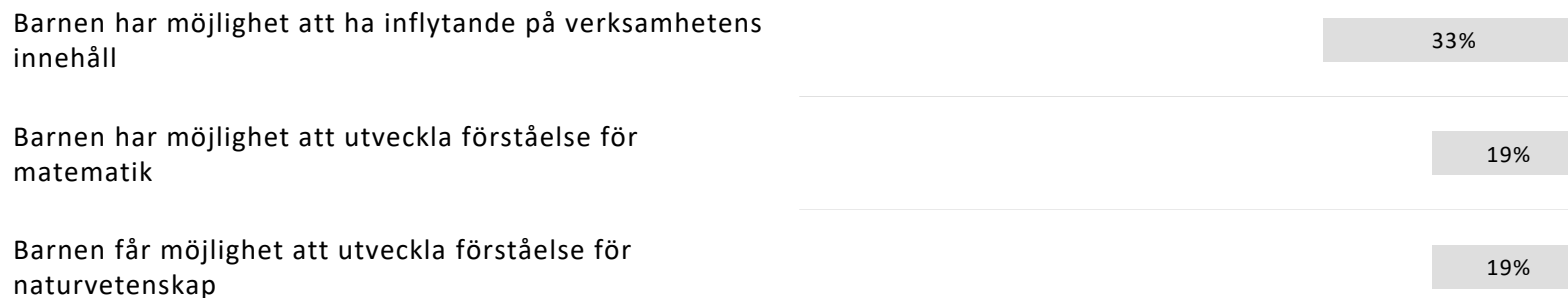 Barnen har möjlighet att ha inflytande på verksamhetens
innehåll
33%
Barnen har möjlighet att utveckla förståelse för
matematik
19%
Barnen får möjlighet att utveckla förståelse för
naturvetenskap
19%